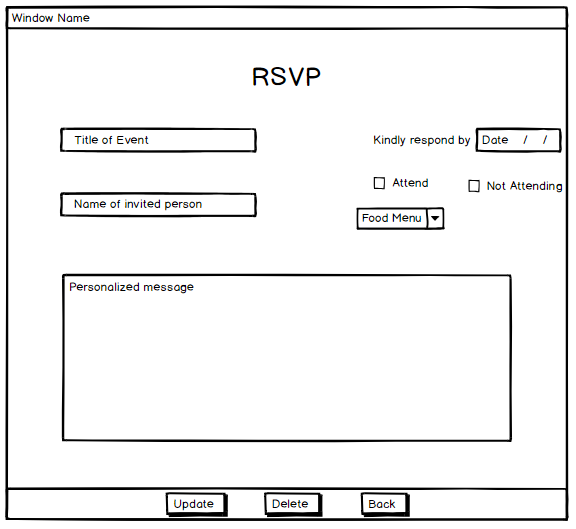 Window Name
RSVP
Title of Event
Kindly respond by Date / /
Attend
Not Attending
Name of invited person
Food Menu
Personalized message
Update Delete Back